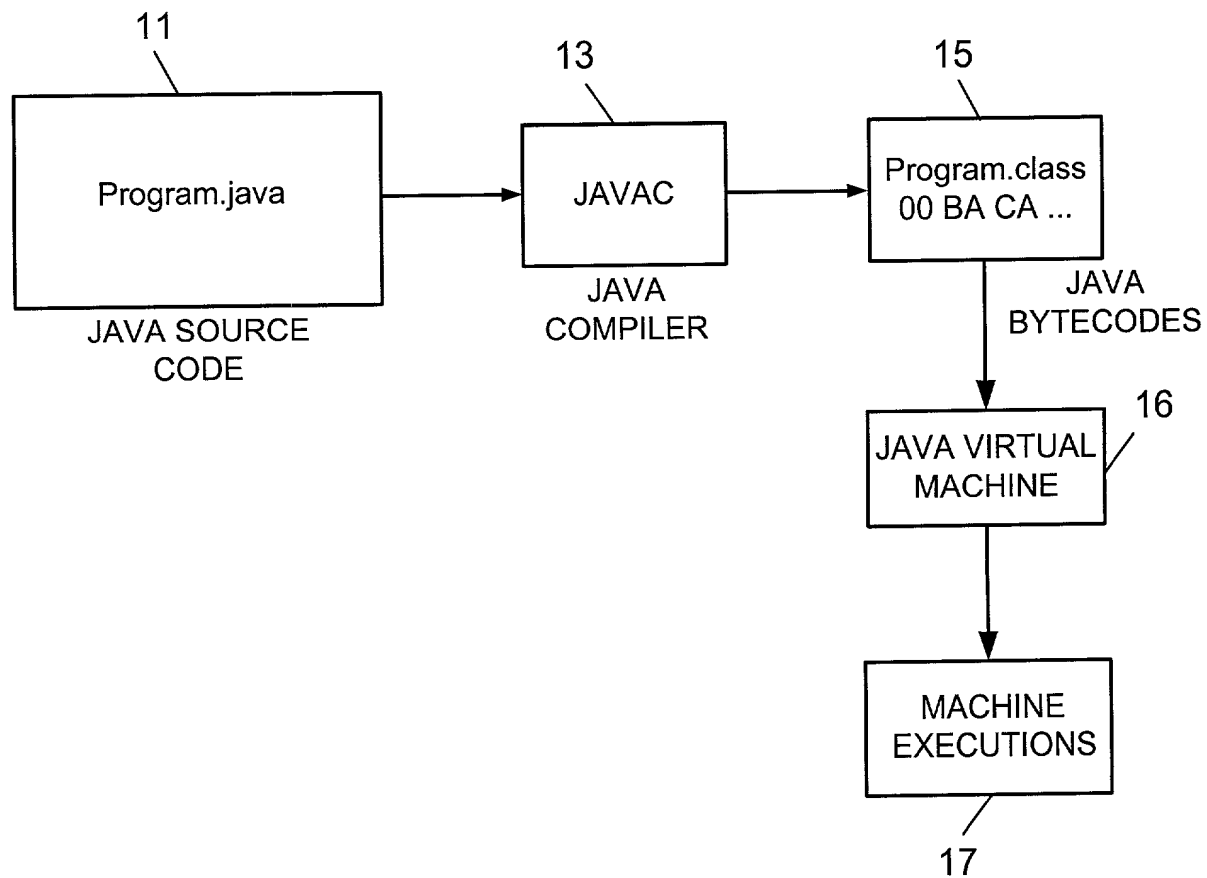 11
13
15
Program.java
JAVAC
Program.class
00 BA CA ...
JAVA SOURCE
CODE
JAVA
COMPILER
JAVA
BYTECODES
16
JAVA VIRTUAL
MACHINE
MACHINE
EXECUTIONS
17